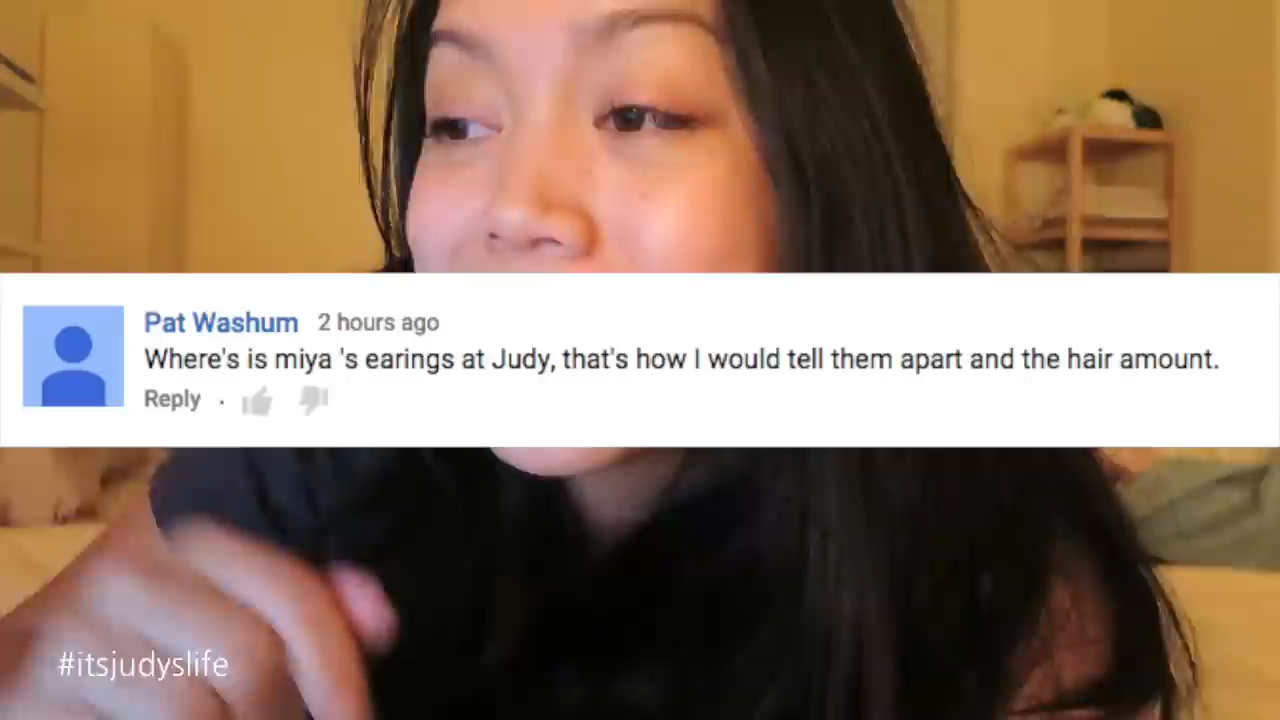 Pat Washum 2 hours ago
Where's is miya 's earings at Judy, that's how I would tell them apart and the hair amount.
Reply .
#itsjudyslife